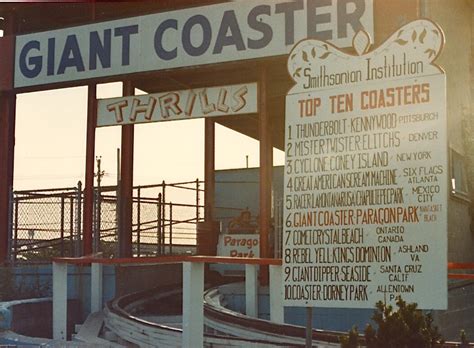 GIANT COASTER
THRILLS
Smithsonian Institution
TOP TEN COASTERS
1 THUNDERBOLT-KENNYWOOD-PITTSBURGH
2 MISTER TWISTER-ELITCHS - DENVER
3 CYCLONE-CONEY ISLAND - NEW YORK
4 GREAT AMERICAN SCREAM MACHINE - SIX FLAGS ATLANTA
5 RACER LA MONTANA-CHAPULTEPEC PARK - MEXICO CITY
6 GIANT COASTER PARAGON PARK - NANTASKET BEACH
7 COMET-CRYSTAL BEACH - ONTARIO CANADA
8 REBEL YELL-KINGS DOMINION - ASHLAND VA
9 GIANT DIPPER SEASIDE - SANTA CRUZ CALIF
10 COASTER DORNEY PARK - ALLENTOWN PA
Paragon
PARK